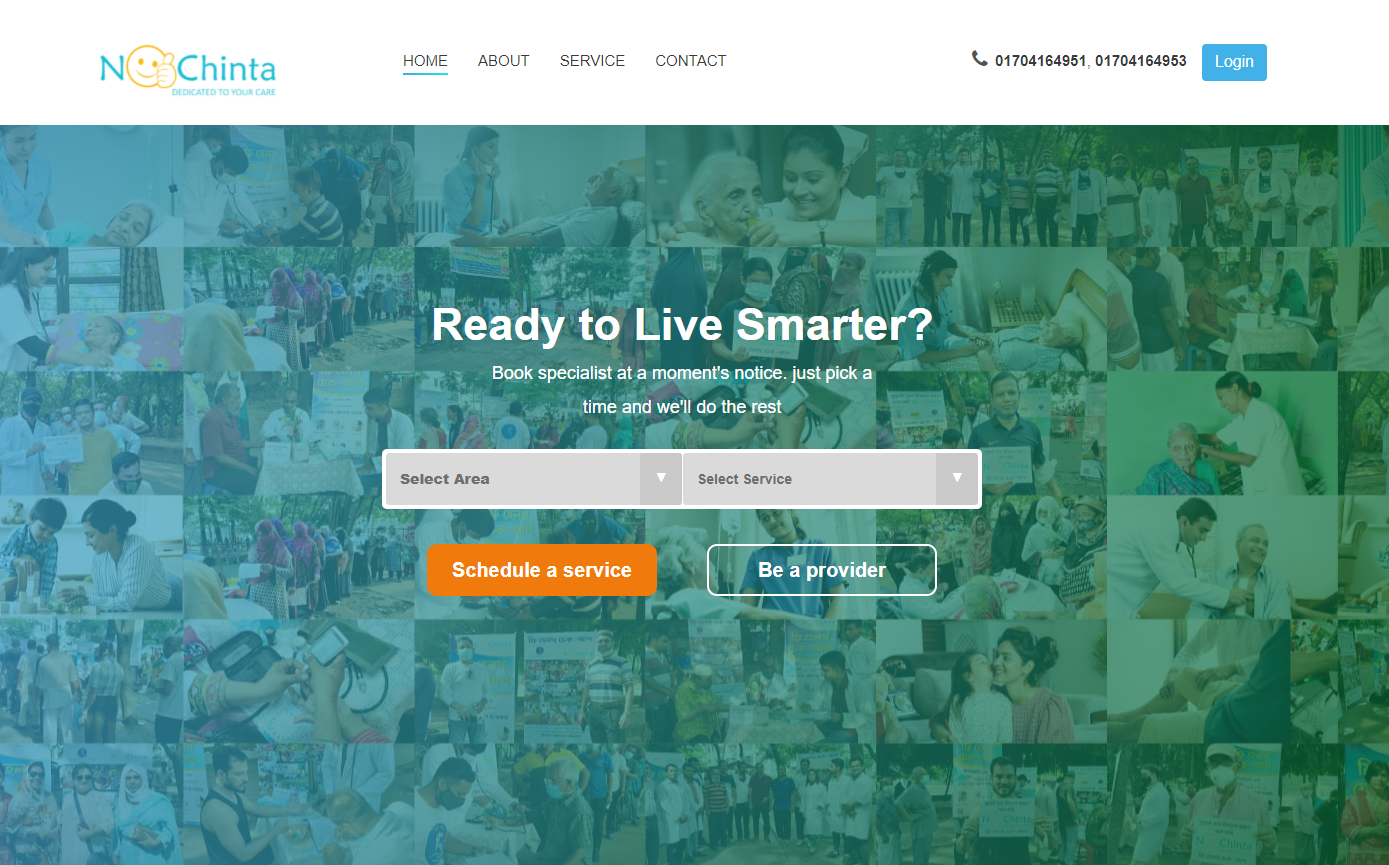 NoChinta
DEDICATED TO YOUR CARE
HOME
ABOUT
SERVICE
CONTACT
01704164951, 01704164953
Login
Ready to Live Smarter?
Book specialist at a moment's notice. just pick a
time and we'll do the rest
Select Area
Select Service
Schedule a service
Be a provider